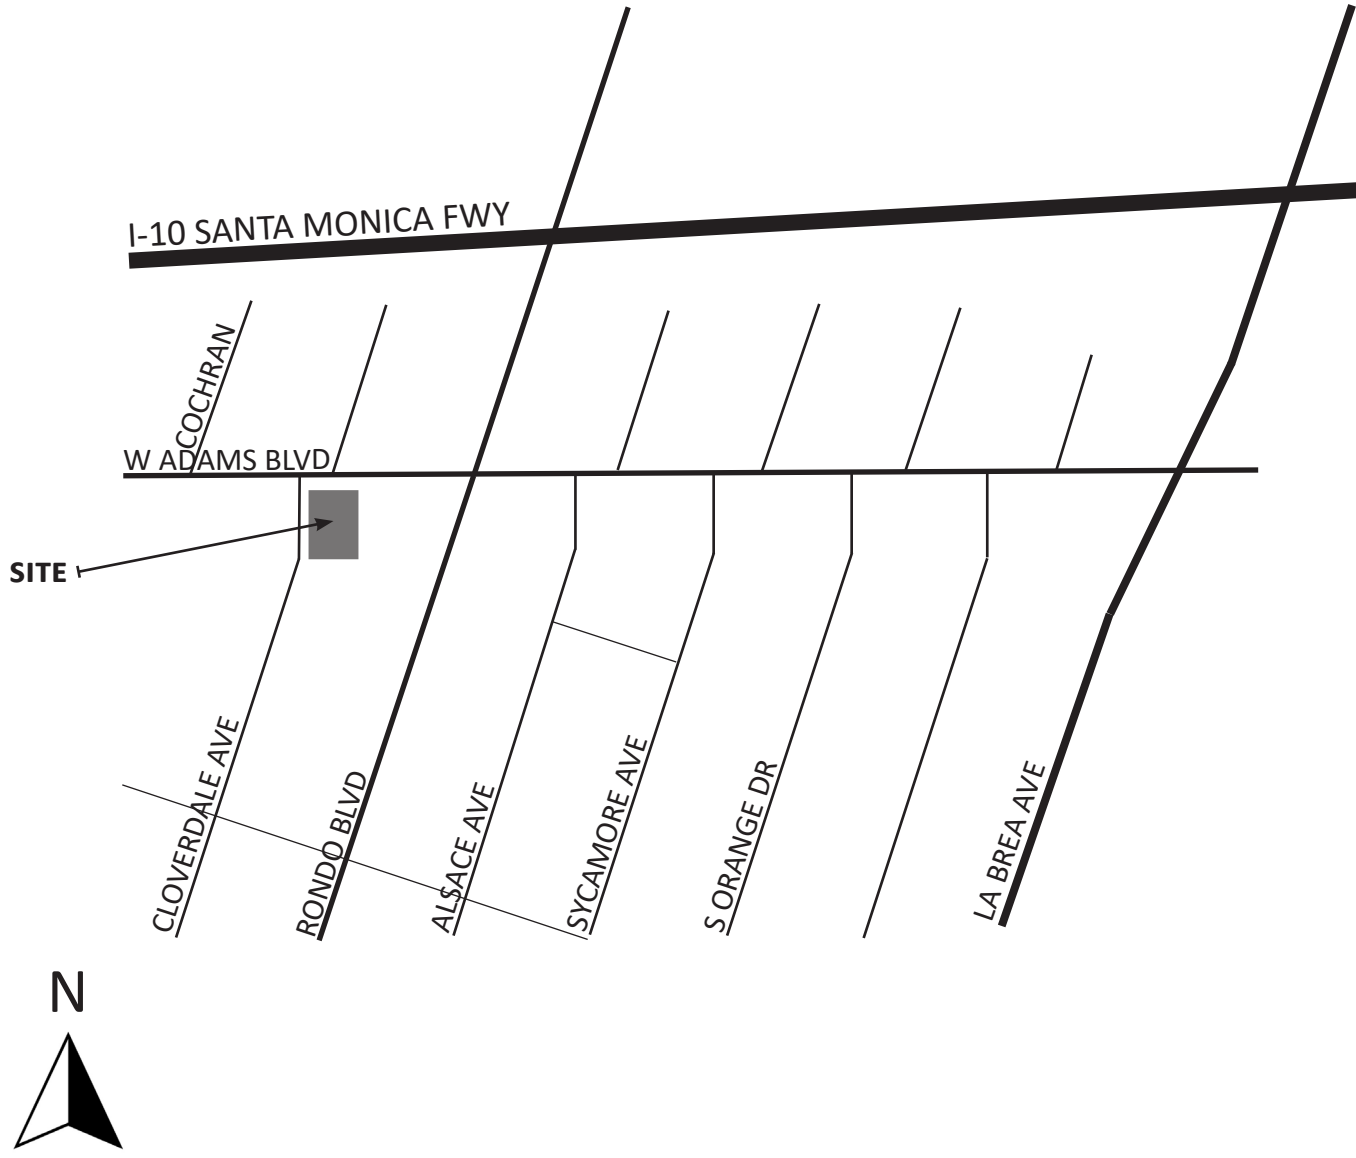 I-10 SANTA MONICA FWY
COCHRAN
W ADAMS BLVD
SITE
CLOVERDALE AVE
RONDO BLVD
ALSACE AVE
SYCAMORE AVE
S ORANGE DR
LA BREA AVE
N